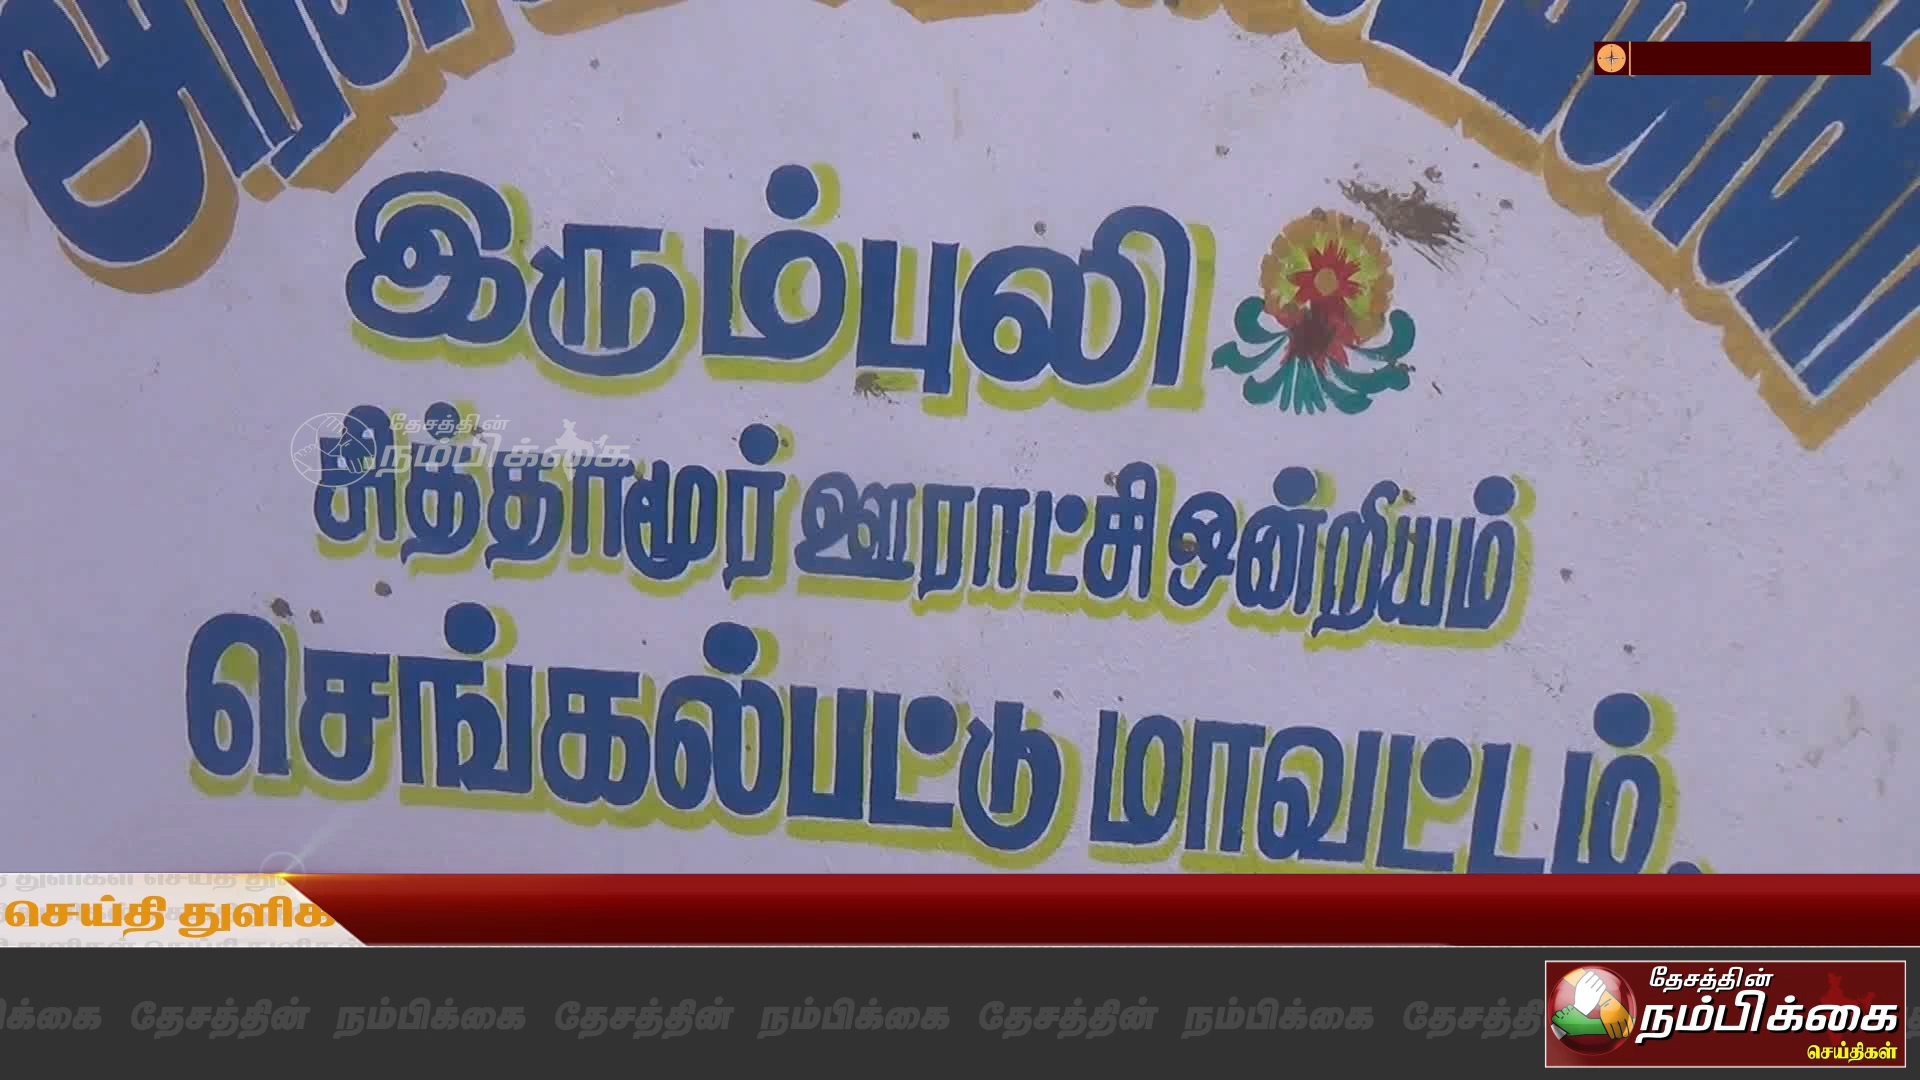 இரும்புலி
தேசத்தின்
நம்பிக்கை
சித்தாமூர் ஊராட்சி ஒன்றியம்
செங்கல்பட்டு மாவட்டம்.
செய்தி துளிக
தேசத்தின் நம்பிக்கை தேசத்தின் நம்பிக்கை தேசத்தின் நம்பிக்கை
தேசத்தின்
நம்பிக்கை
செய்திகள்